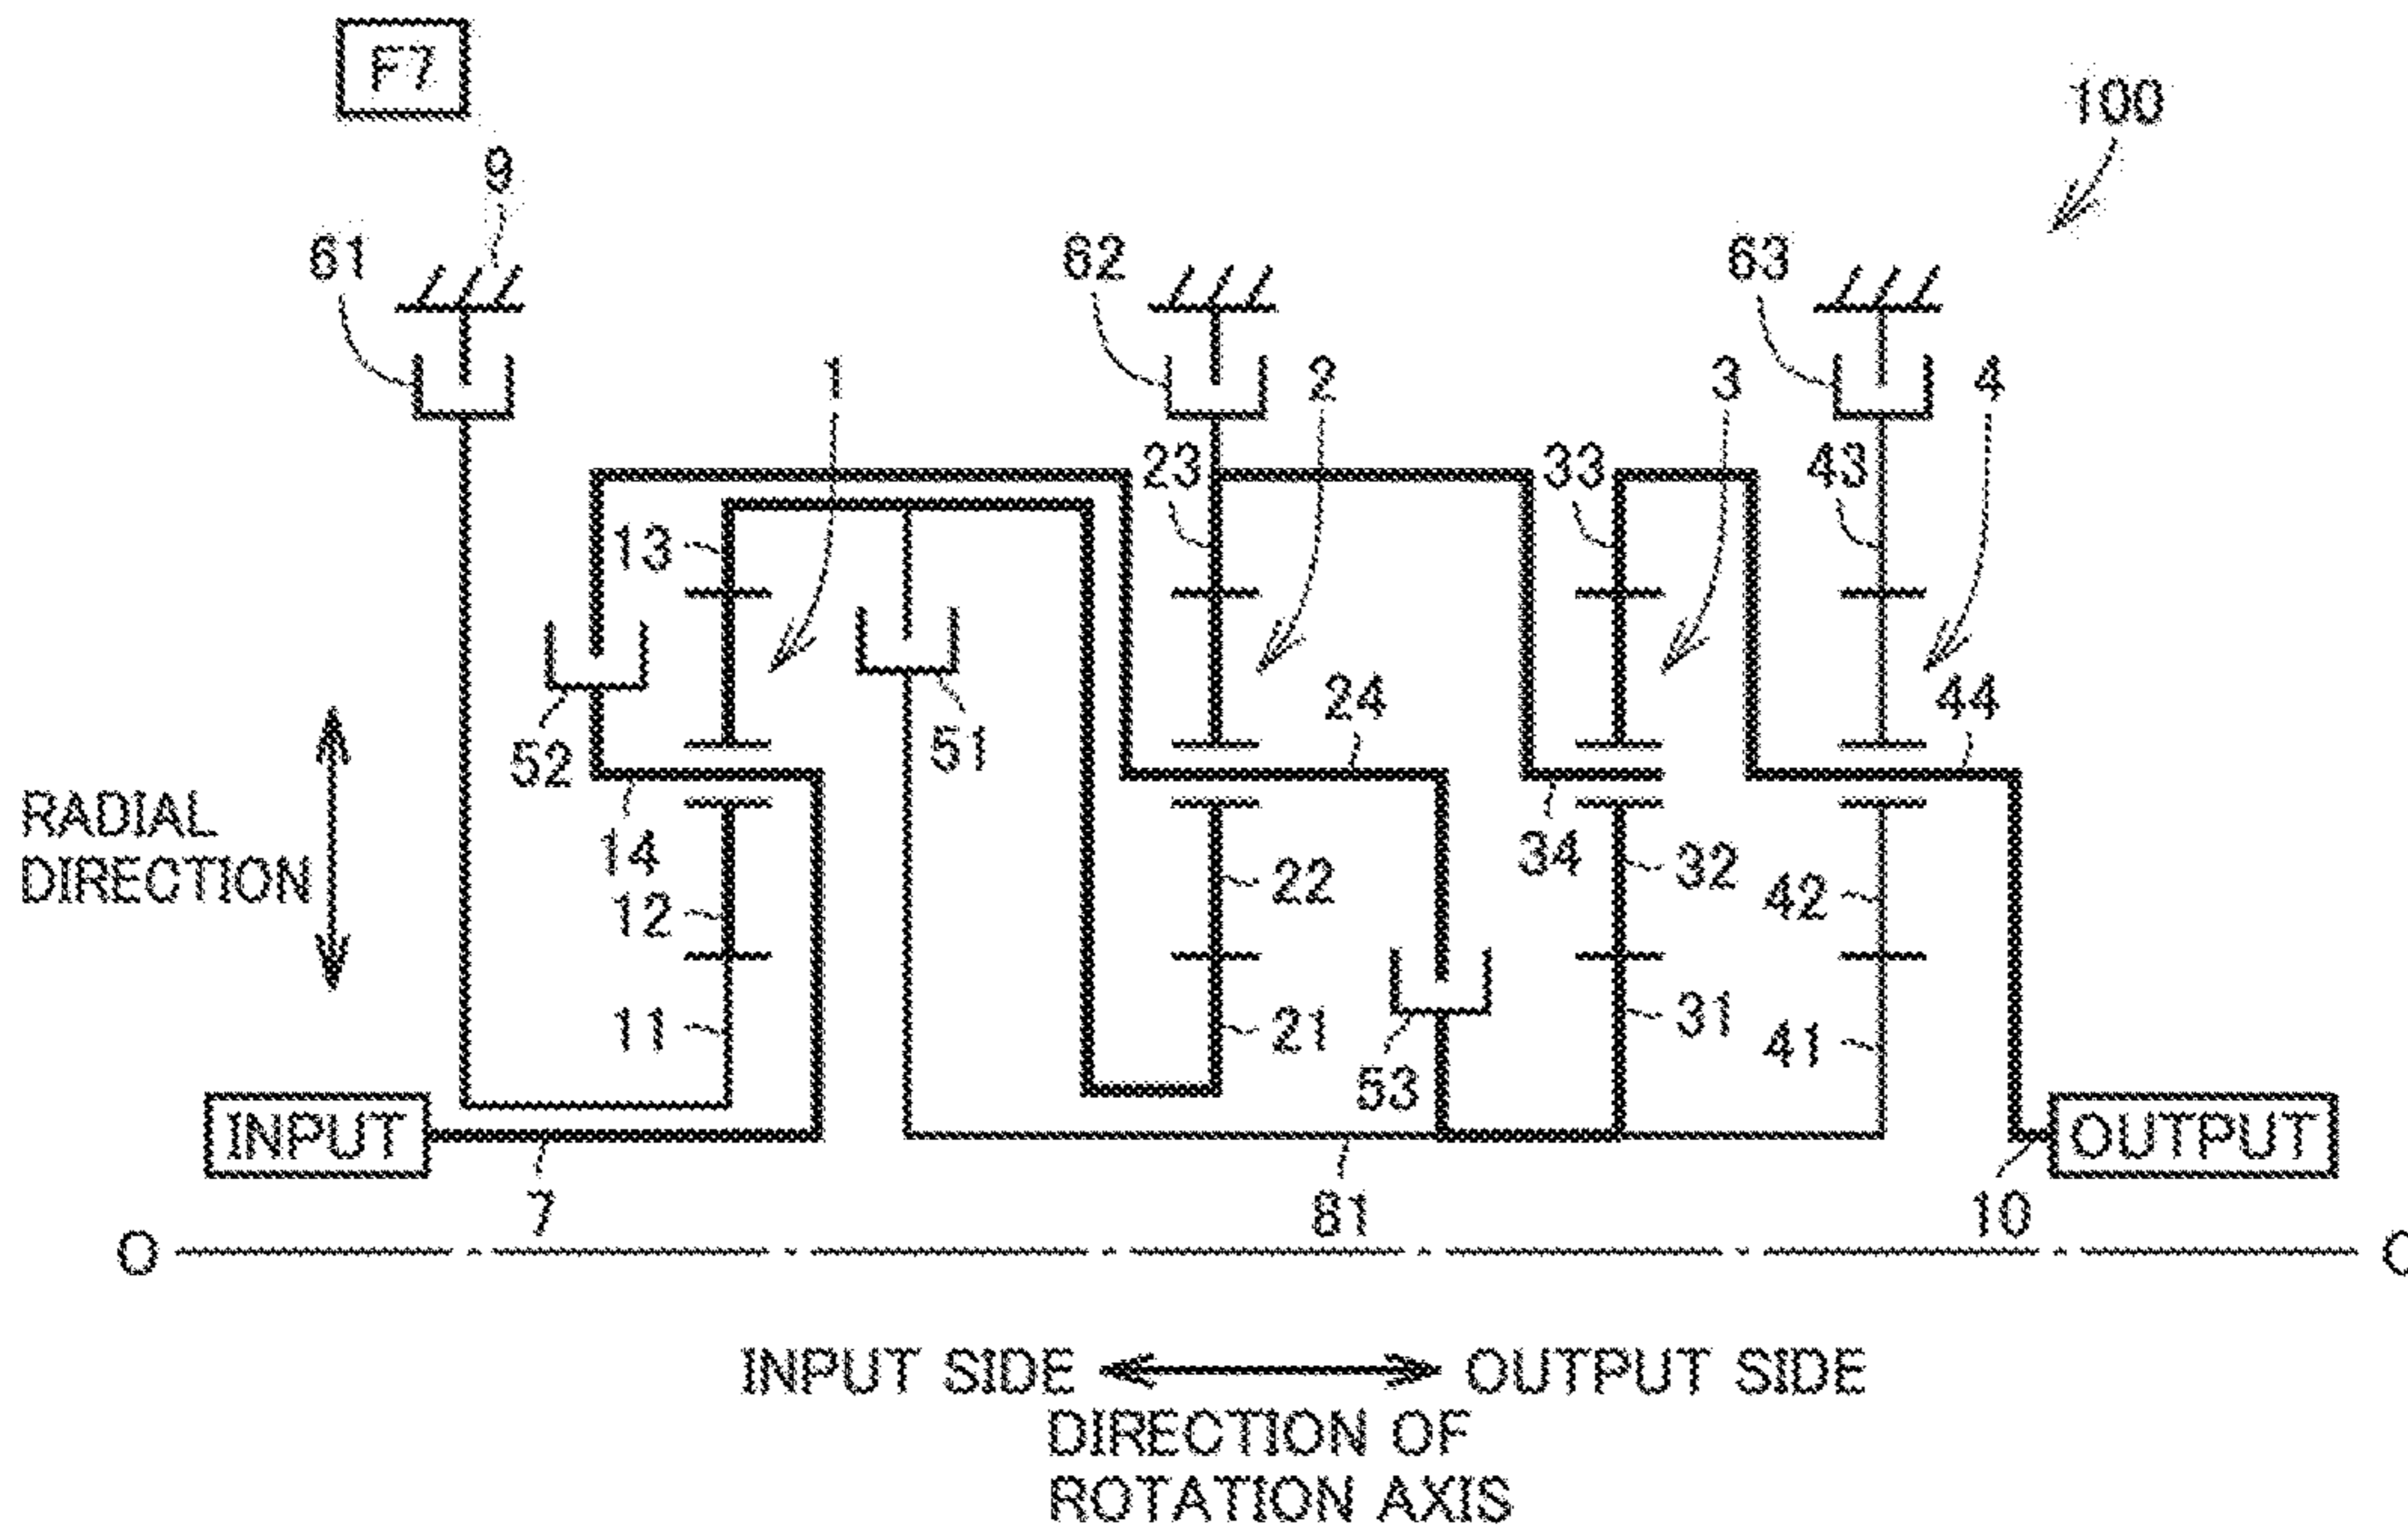 F7
100
9
61
62
63
1
2
3
4
23
33
43
13
24
44
52
51
RADIAL
DIRECTION
14
34
32
22
12
42
11
21
31
41
53
INPUT
OUTPUT
7
81
10
O
O
INPUT SIDE
OUTPUT SIDE
DIRECTION OF
ROTATION AXIS